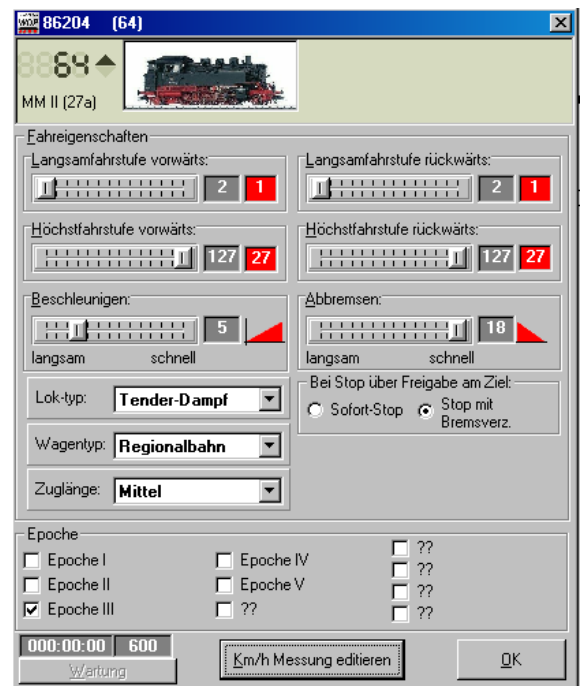 WDP 86204 (64)
64
MM II (27a)
Fahreigenschaften
Langsamfahrstufe vorwärts:
2 1
Langsamfahrstufe rückwärts:
2 1
Höchstfahrstufe vorwärts:
127 27
Höchstfahrstufe rückwärts:
127 27
Beschleunigen:
5
langsam schnell
Abbremsen:
18
langsam schnell
Lok-typ: Tender-Dampf
Wagentyp: Regionalbahn
Zuglänge: Mittel
Bei Stop über Freigabe am Ziel:
Sofort-Stop
Stop mit
Bremsverz.
Epoche
Epoche I
Epoche II
Epoche III
Epoche IV
Epoche V
??
??
??
??
??
000:00:00 600
Wartung
Km/h Messung editieren
OK